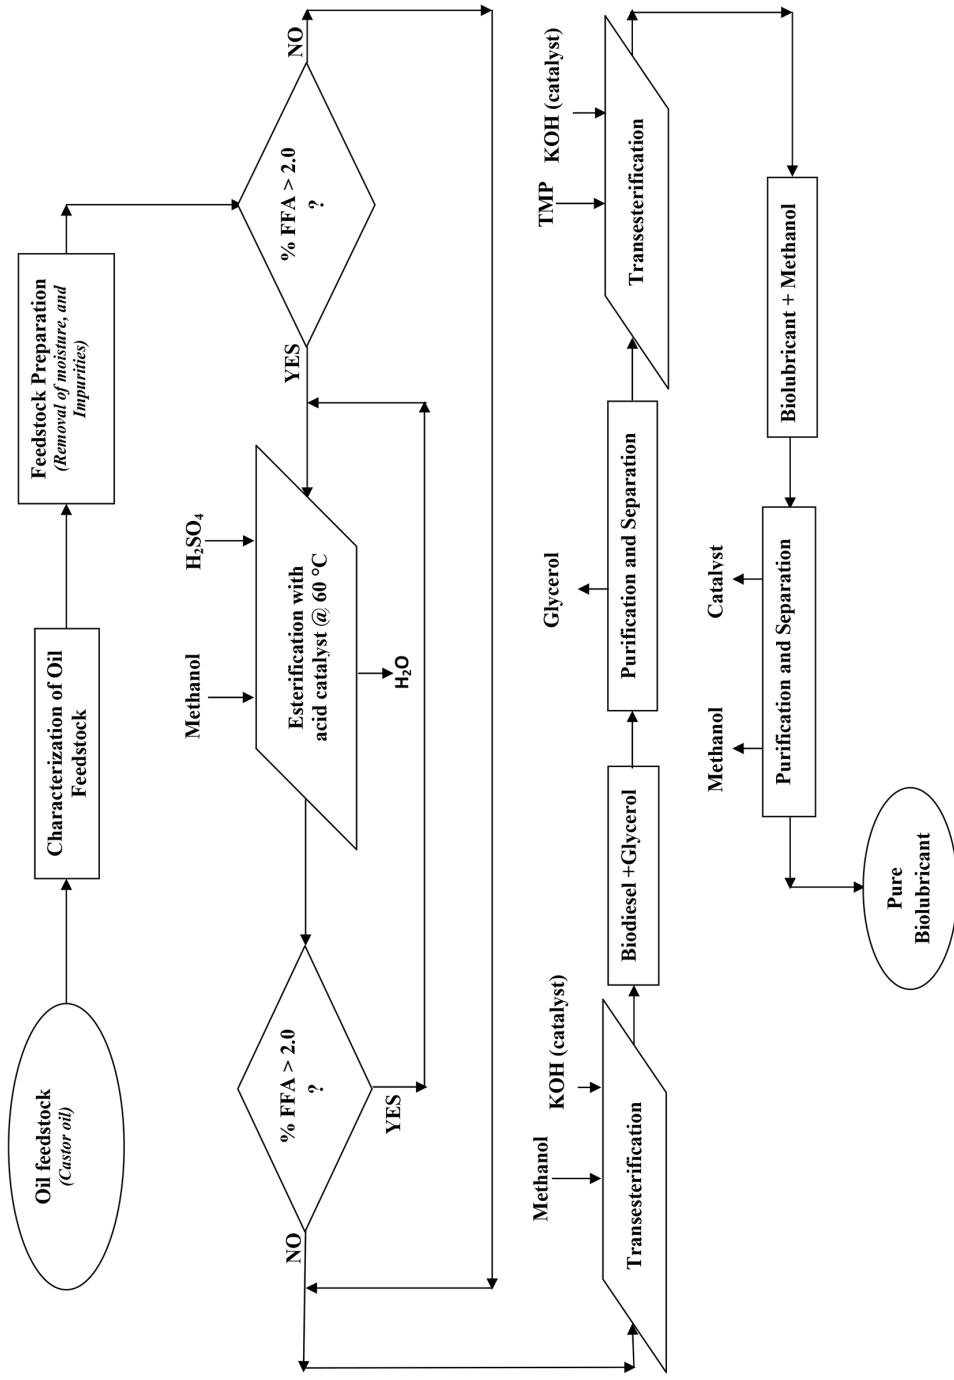 Oil feedstock
(Castor oil)
Characterization of Oil
Feedstock
Feedstock Preparation
(Removal of moisture, and
Impurities)
% FFA > 2.0
?
NO
YES
H₂SO₄
Methanol
Esterification with
acid catalyst @ 60 °C
H₂O
% FFA > 2.0
?
YES
NO
Methanol
KOH (catalyst)
Transesterification
Biodiesel +Glycerol
Purification and Separation
Glycerol
TMP
KOH (catalyst)
Transesterification
Biolubricant + Methanol
Purification and Separation
Catalyst
Methanol
Pure
Biolubricant